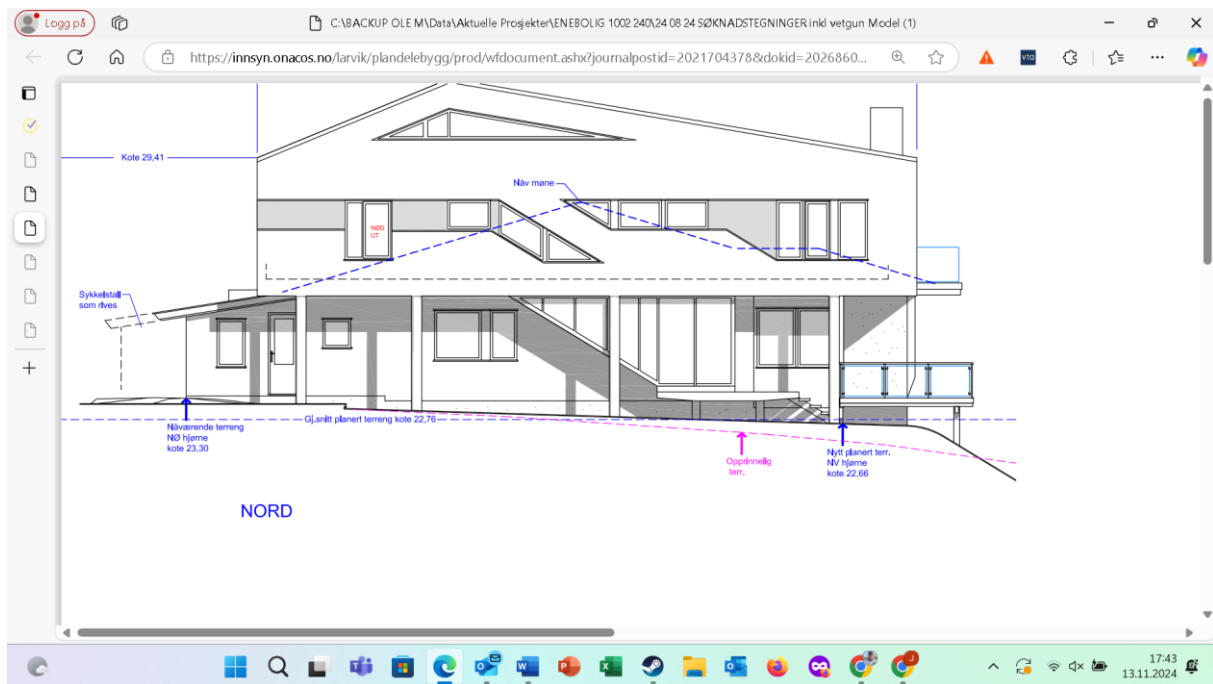 Logg på
C:\BACKUP OLE M\Data\Aktuelle Prosjekter\ENEBOLIG 1002 240\24 08 24 SØKNADSTEGNINGER inkl vetgun Model (1)
https://innsyn.onacos.no/larvik/plandelebygg/prod/wfdocument.ashx?journalpostid=2021704378&dokid=2026860...
vta
Kote 29,41
Nåv møne
NØD
UT
Sykkelstall
som rives
Gj.snitt planert terreng kote 22,76
Nåværende terreng
NØ hjørne
kote 23,30
Opprinnelig
terr,
Nytt planert terr.
NV hjørne
kote 22,66
NORD
17:43
13.11.2024